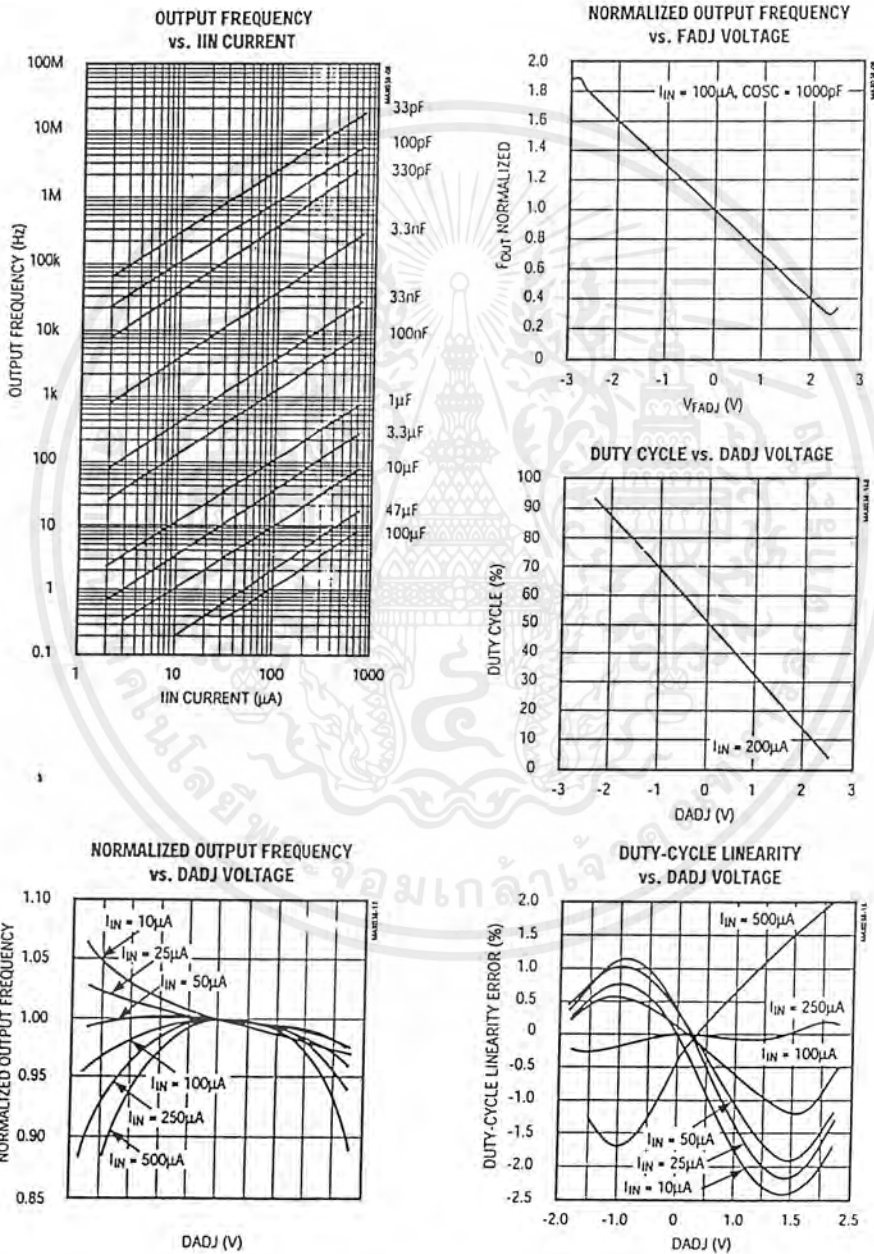 OUTPUT FREQUENCY
vs. IIN CURRENT
100M
10M
1M
100k
10k
1k
100
10
1
0.1
OUTPUT FREQUENCY (Hz)
33pF
100pF
330pF
3.3nF
33nF
100nF
1µF
3.3µF
10µF
47µF
100µF
1
10
100
1000
IIN CURRENT (µA)
NORMALIZED OUTPUT FREQUENCY
vs. FADJ VOLTAGE
2.0
1.8
1.6
1.4
1.2
1.0
0.8
0.6
0.4
0.2
0
FOUT NORMALIZED
IIN = 100µA, COSC = 1000pF
-3
-2
-1
0
1
2
3
VFADJ (V)
DUTY CYCLE vs. DADJ VOLTAGE
100
90
80
70
60
50
40
30
20
10
0
DUTY CYCLE (%)
IIN = 200µA
-3
-2
-1
0
1
2
3
DADJ (V)
NORMALIZED OUTPUT FREQUENCY
vs. DADJ VOLTAGE
1.10
1.05
1.00
0.95
0.90
0.85
NORMALIZED OUTPUT FREQUENCY
IIN = 10µA
IIN = 25µA
IIN = 50µA
IIN = 100µA
IIN = 250µA
IIN = 500µA
DADJ (V)
DUTY-CYCLE LINEARITY
vs. DADJ VOLTAGE
2.0
1.5
1.0
0.5
0
-0.5
-1.0
-1.5
-2.0
-2.5
DUTY-CYCLE LINEARITY ERROR (%)
IIN = 500µA
IIN = 250µA
IIN = 100µA
IIN = 50µA
IIN = 25µA
IIN = 10µA
-2.0
-1.0
0.
1.0
1.5
2.5
DADJ (V)